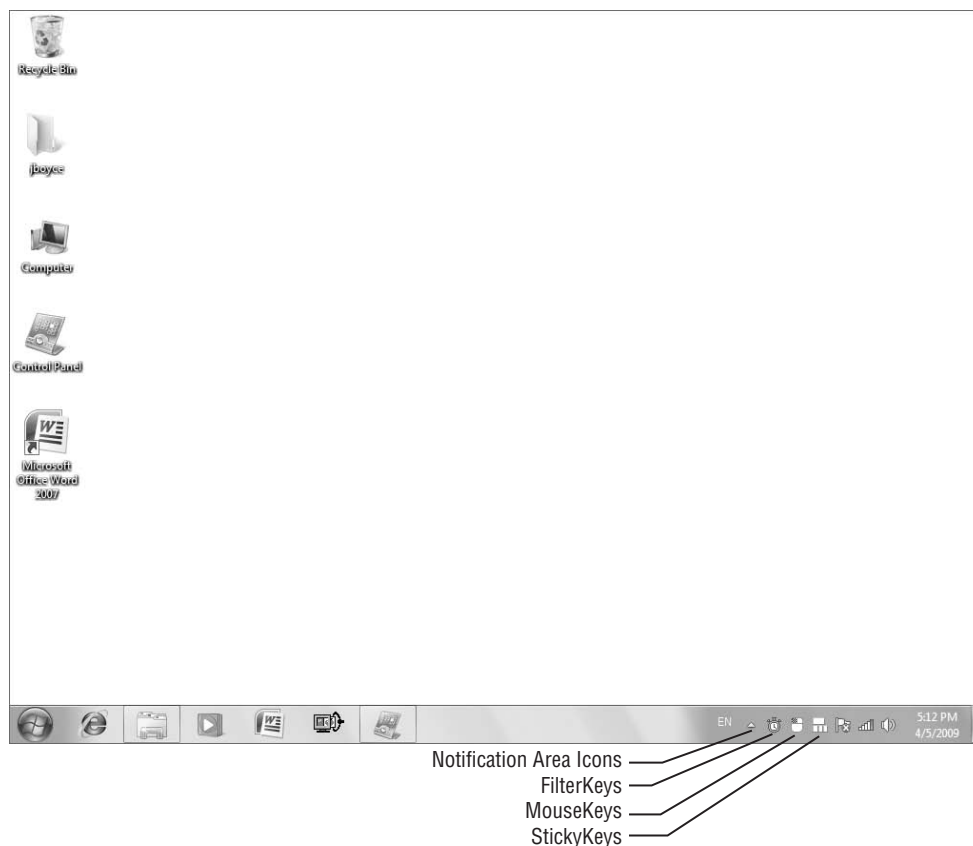 Recycle Bin
jboyce
Computer
Control Panel
Microsoft
Office Word
2007
EN
5:12 PM
4/5/2009
Notification Area Icons
FilterKeys
MouseKeys
StickyKeys